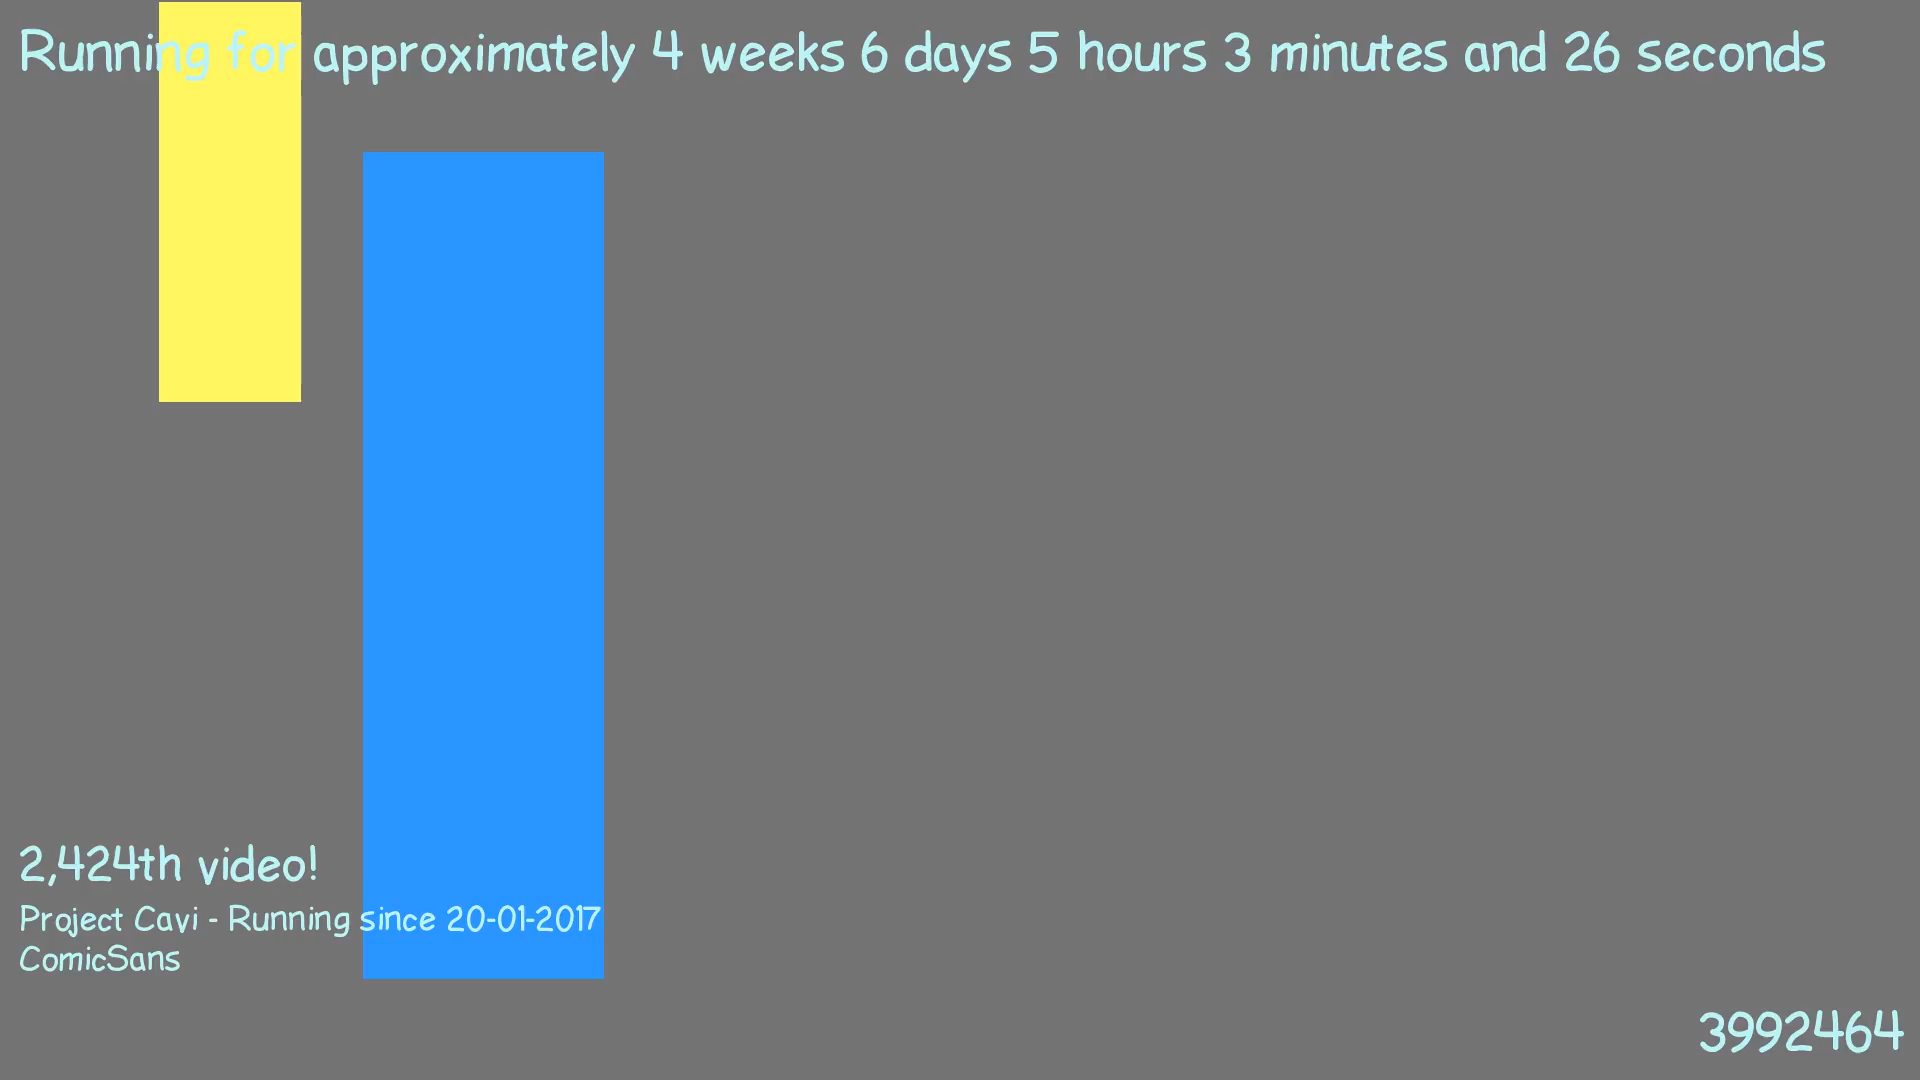 Running for approximately 4 weeks 6 days 5 hours 3 minutes and 26 seconds
2,424th video!
Project Cavi - Running since 20-01-2017
ComicSans
3992464